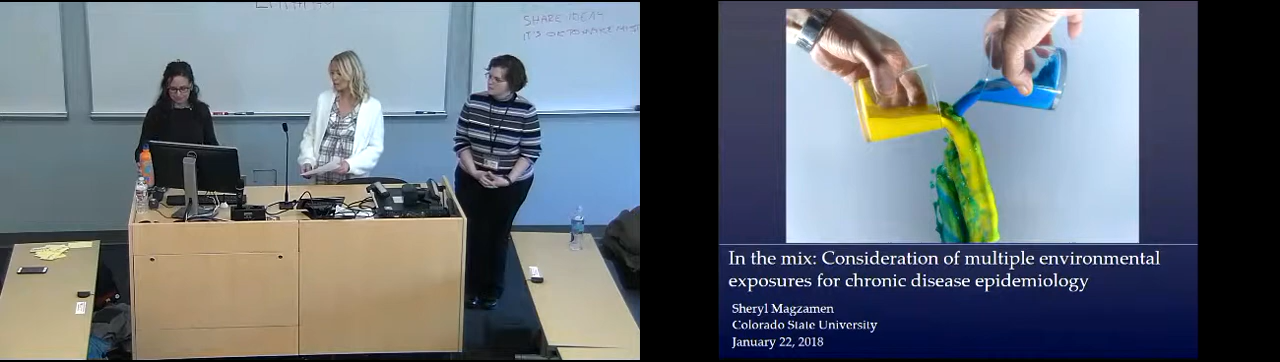 SHARE IDEAS
In the mix: Consideration of multiple environmental
exposures for chronic disease epidemiology
Sheryl Magzamen
Colorado State University
January 22, 2018